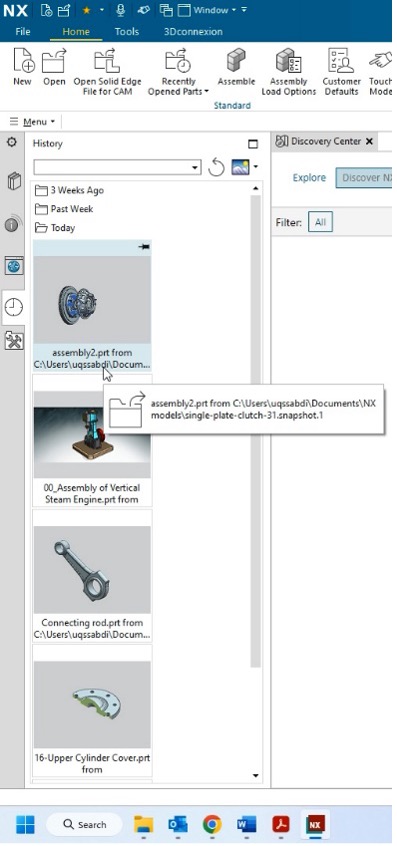 NX
Window
File Home Tools 3Dconnexion
New Open Open Solid Edge Recently Assemble Assembly Customer Touch
File for CAM Opened Parts Load Options Defaults Mode
Standard
Menu
History
Discovery Center
3 Weeks Ago
Explore Discover NX
Past Week
Today
Filter: All
assembly2.prt from
C:\Users\uqssabdi\Docum...
assembly2.prt from C:\Users\uqssabdi\Documents\NX
models\single-plate-clutch-31.snapshot.1
00_Assembly of Vertical
Steam Engine.prt from
Connecting rod.prt from
C:\Users\uqssabdi\Docum...
16-Upper Cylinder Cover.prt
from
Search
NX